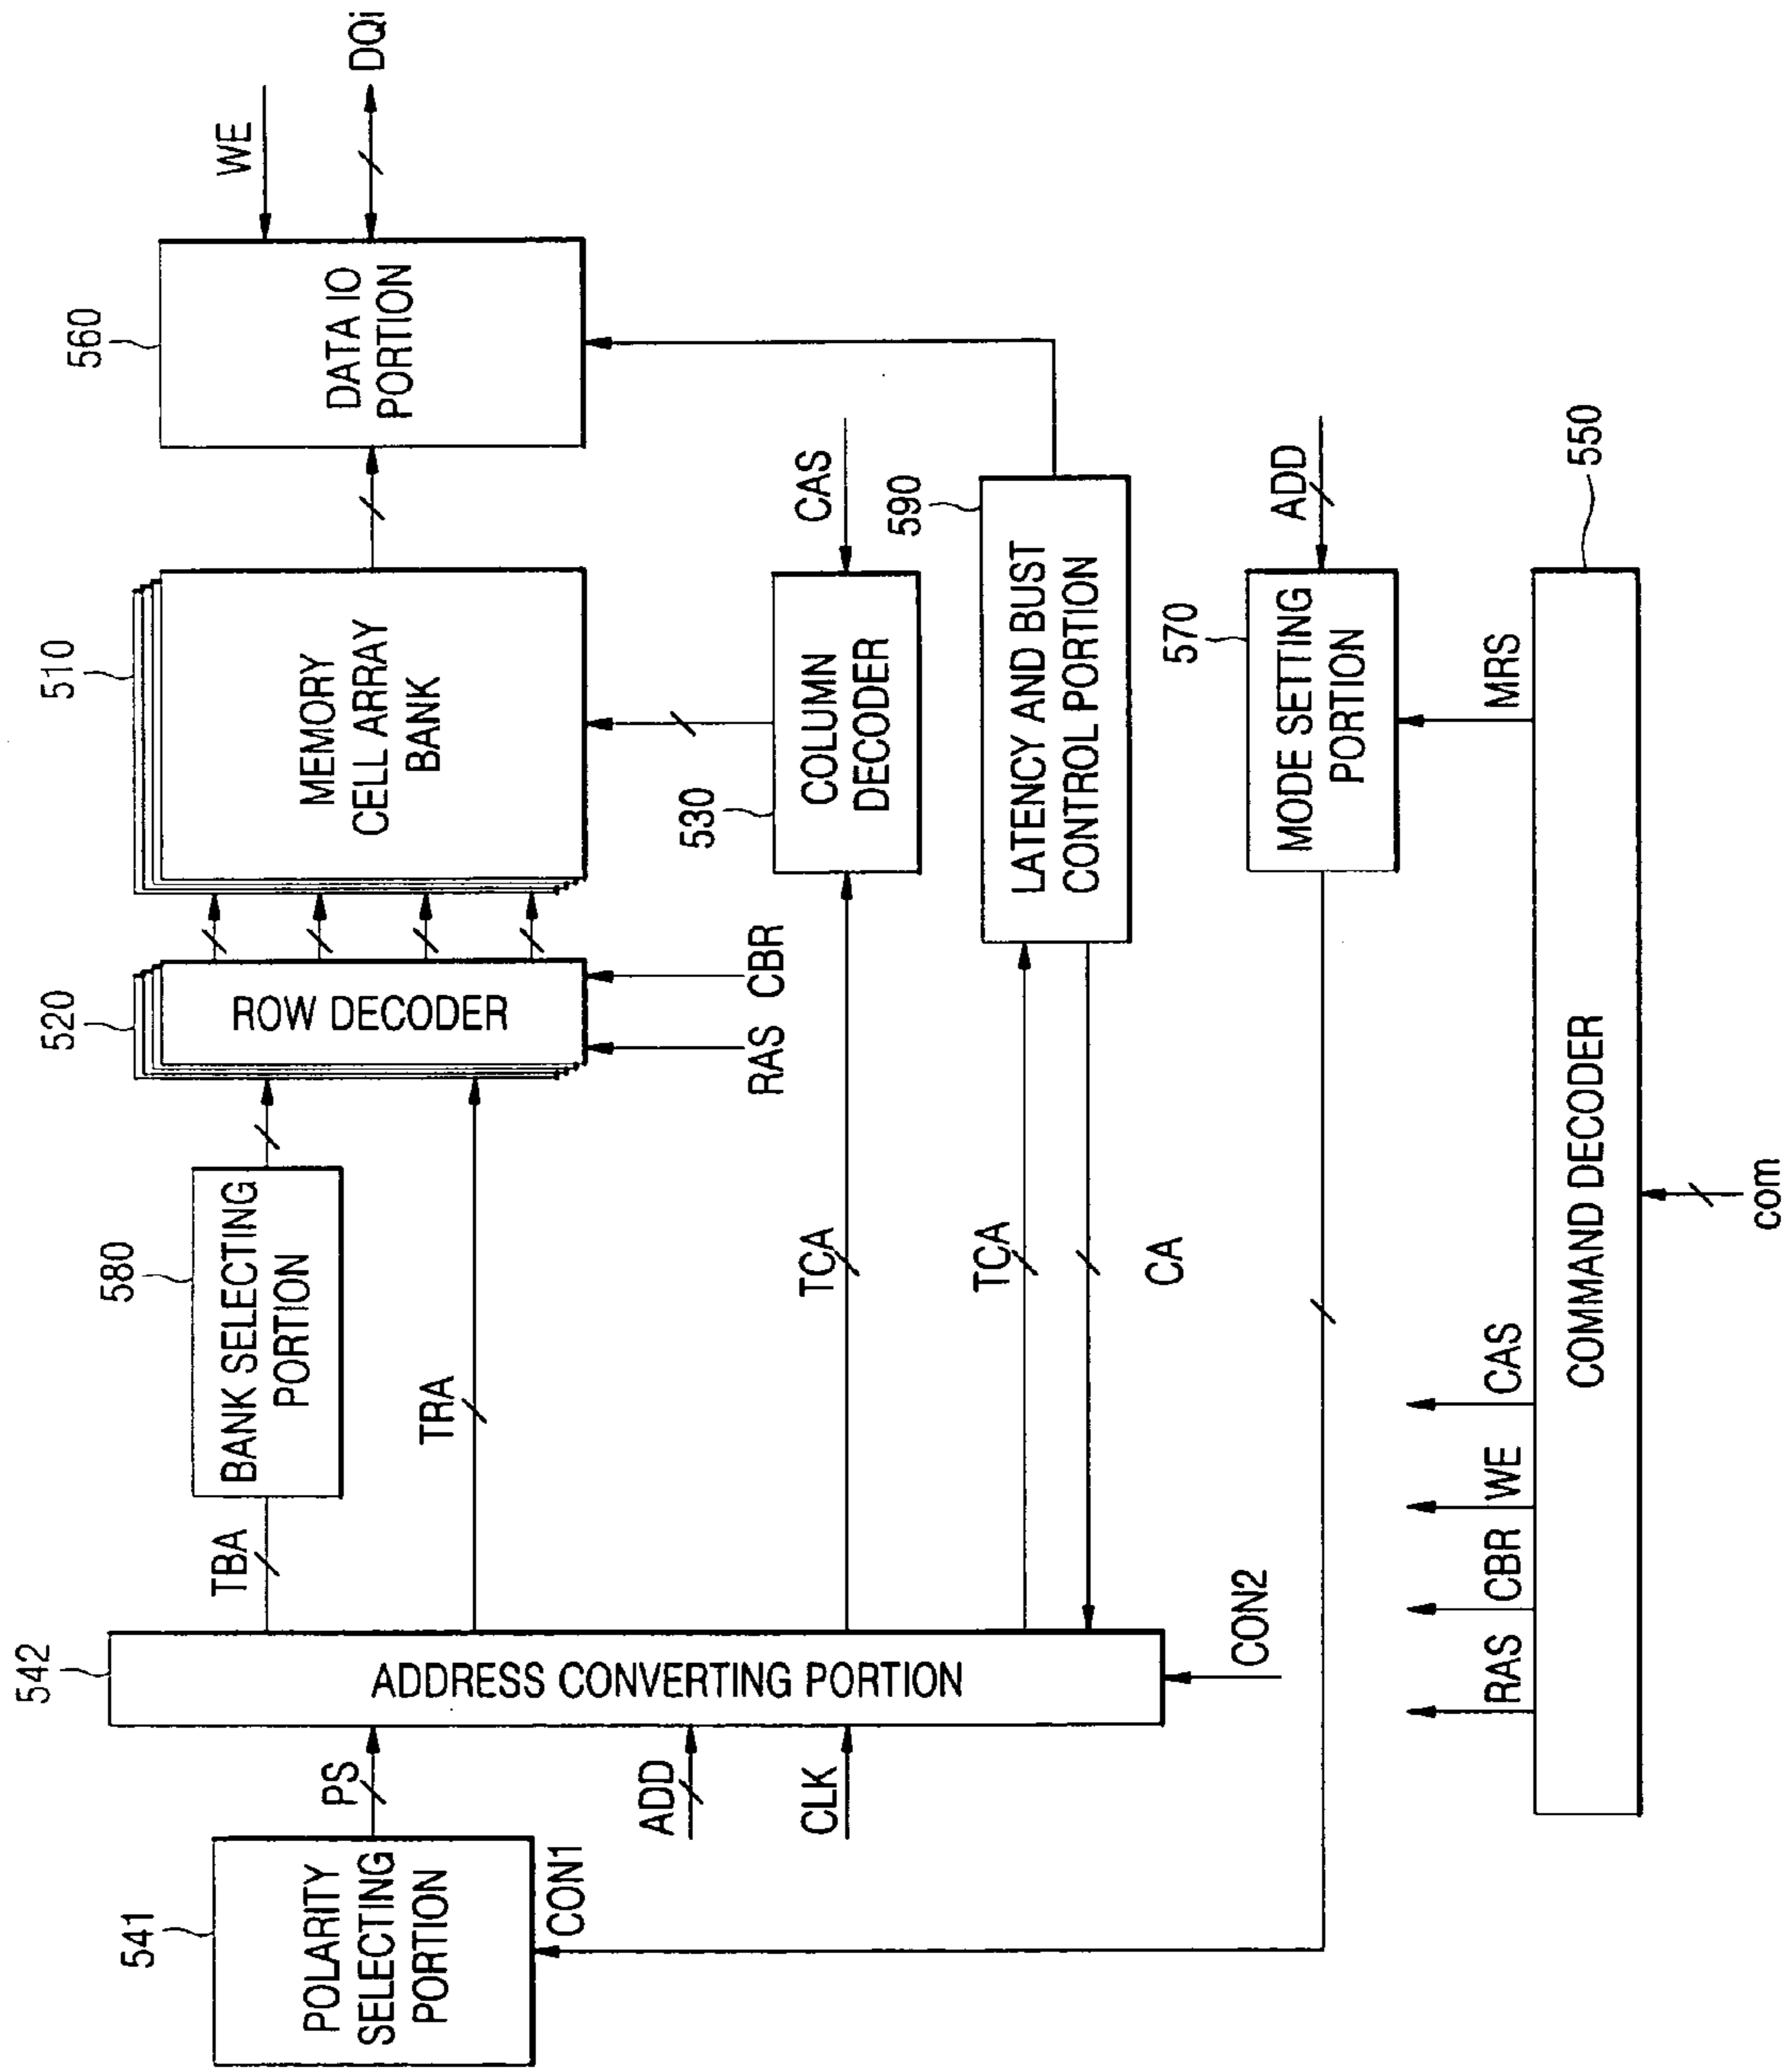 541
POLARITY
SELECTING
PORTION
PS
CON1
ADD
CLK
542
ADDRESS CONVERTING PORTION
CON2
TBA
580
BANK SELECTING
PORTION
TRA
TCA
TCA
CA
520
ROW DECODER
RAS
CBR
510
MEMORY
CELL ARRAY
BANK
530
COLUMN
DECODER
CAS
590
LATENCY AND BUST
CONTROL PORTION
560
DATA IO
PORTION
WE
DQi
570
MODE SETTING
PORTION
ADD
MRS
550
COMMAND DECODER
RAS
CBR
WE
CAS
com